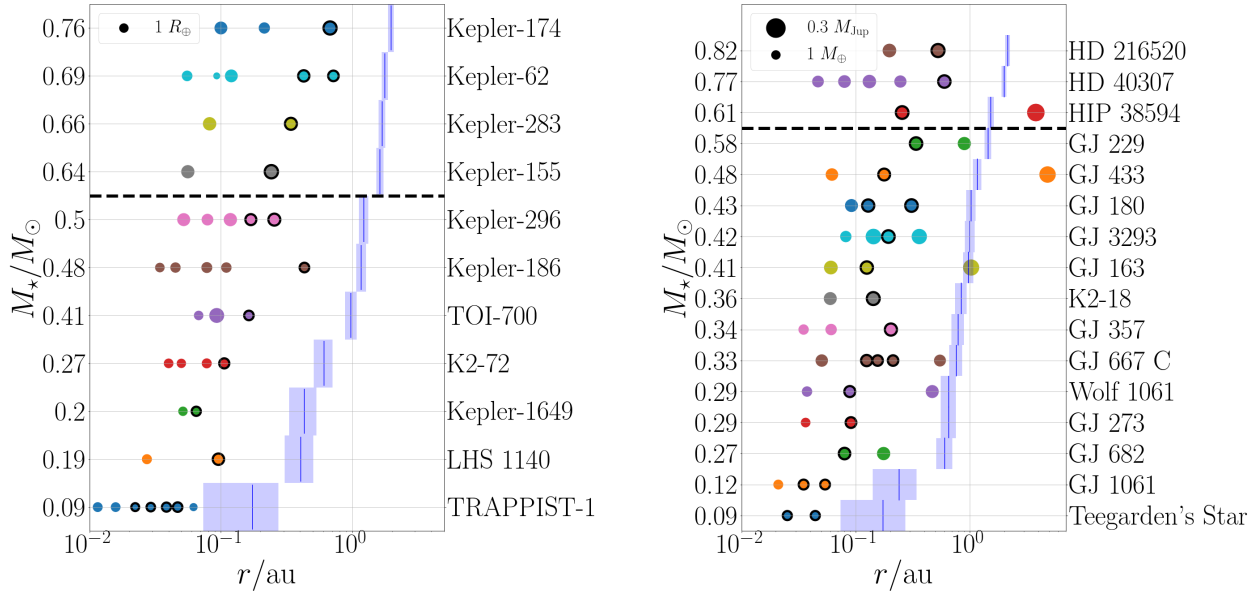 1 R⊕
0.76 Kepler-174
0.69 Kepler-62
0.66 Kepler-283
0.64 Kepler-155
0.5 Kepler-296
0.48 Kepler-186
0.41 TOI-700
0.27 K2-72
0.2 Kepler-1649
0.19 LHS 1140
0.09 TRAPPIST-1
M⋆/M⊙
10⁻² 10⁻¹ 10⁰
r/au
0.3 M_Jup
1 M⊕
0.82 HD 216520
0.77 HD 40307
0.61 HIP 38594
0.58 GJ 229
0.48 GJ 433
0.43 GJ 180
0.42 GJ 3293
0.41 GJ 163
0.36 K2-18
0.34 GJ 357
0.33 GJ 667 C
0.29 Wolf 1061
0.29 GJ 273
0.27 GJ 682
0.12 GJ 1061
0.09 Teegarden's Star
M⋆/M⊙
10⁻² 10⁻¹ 10⁰
r/au